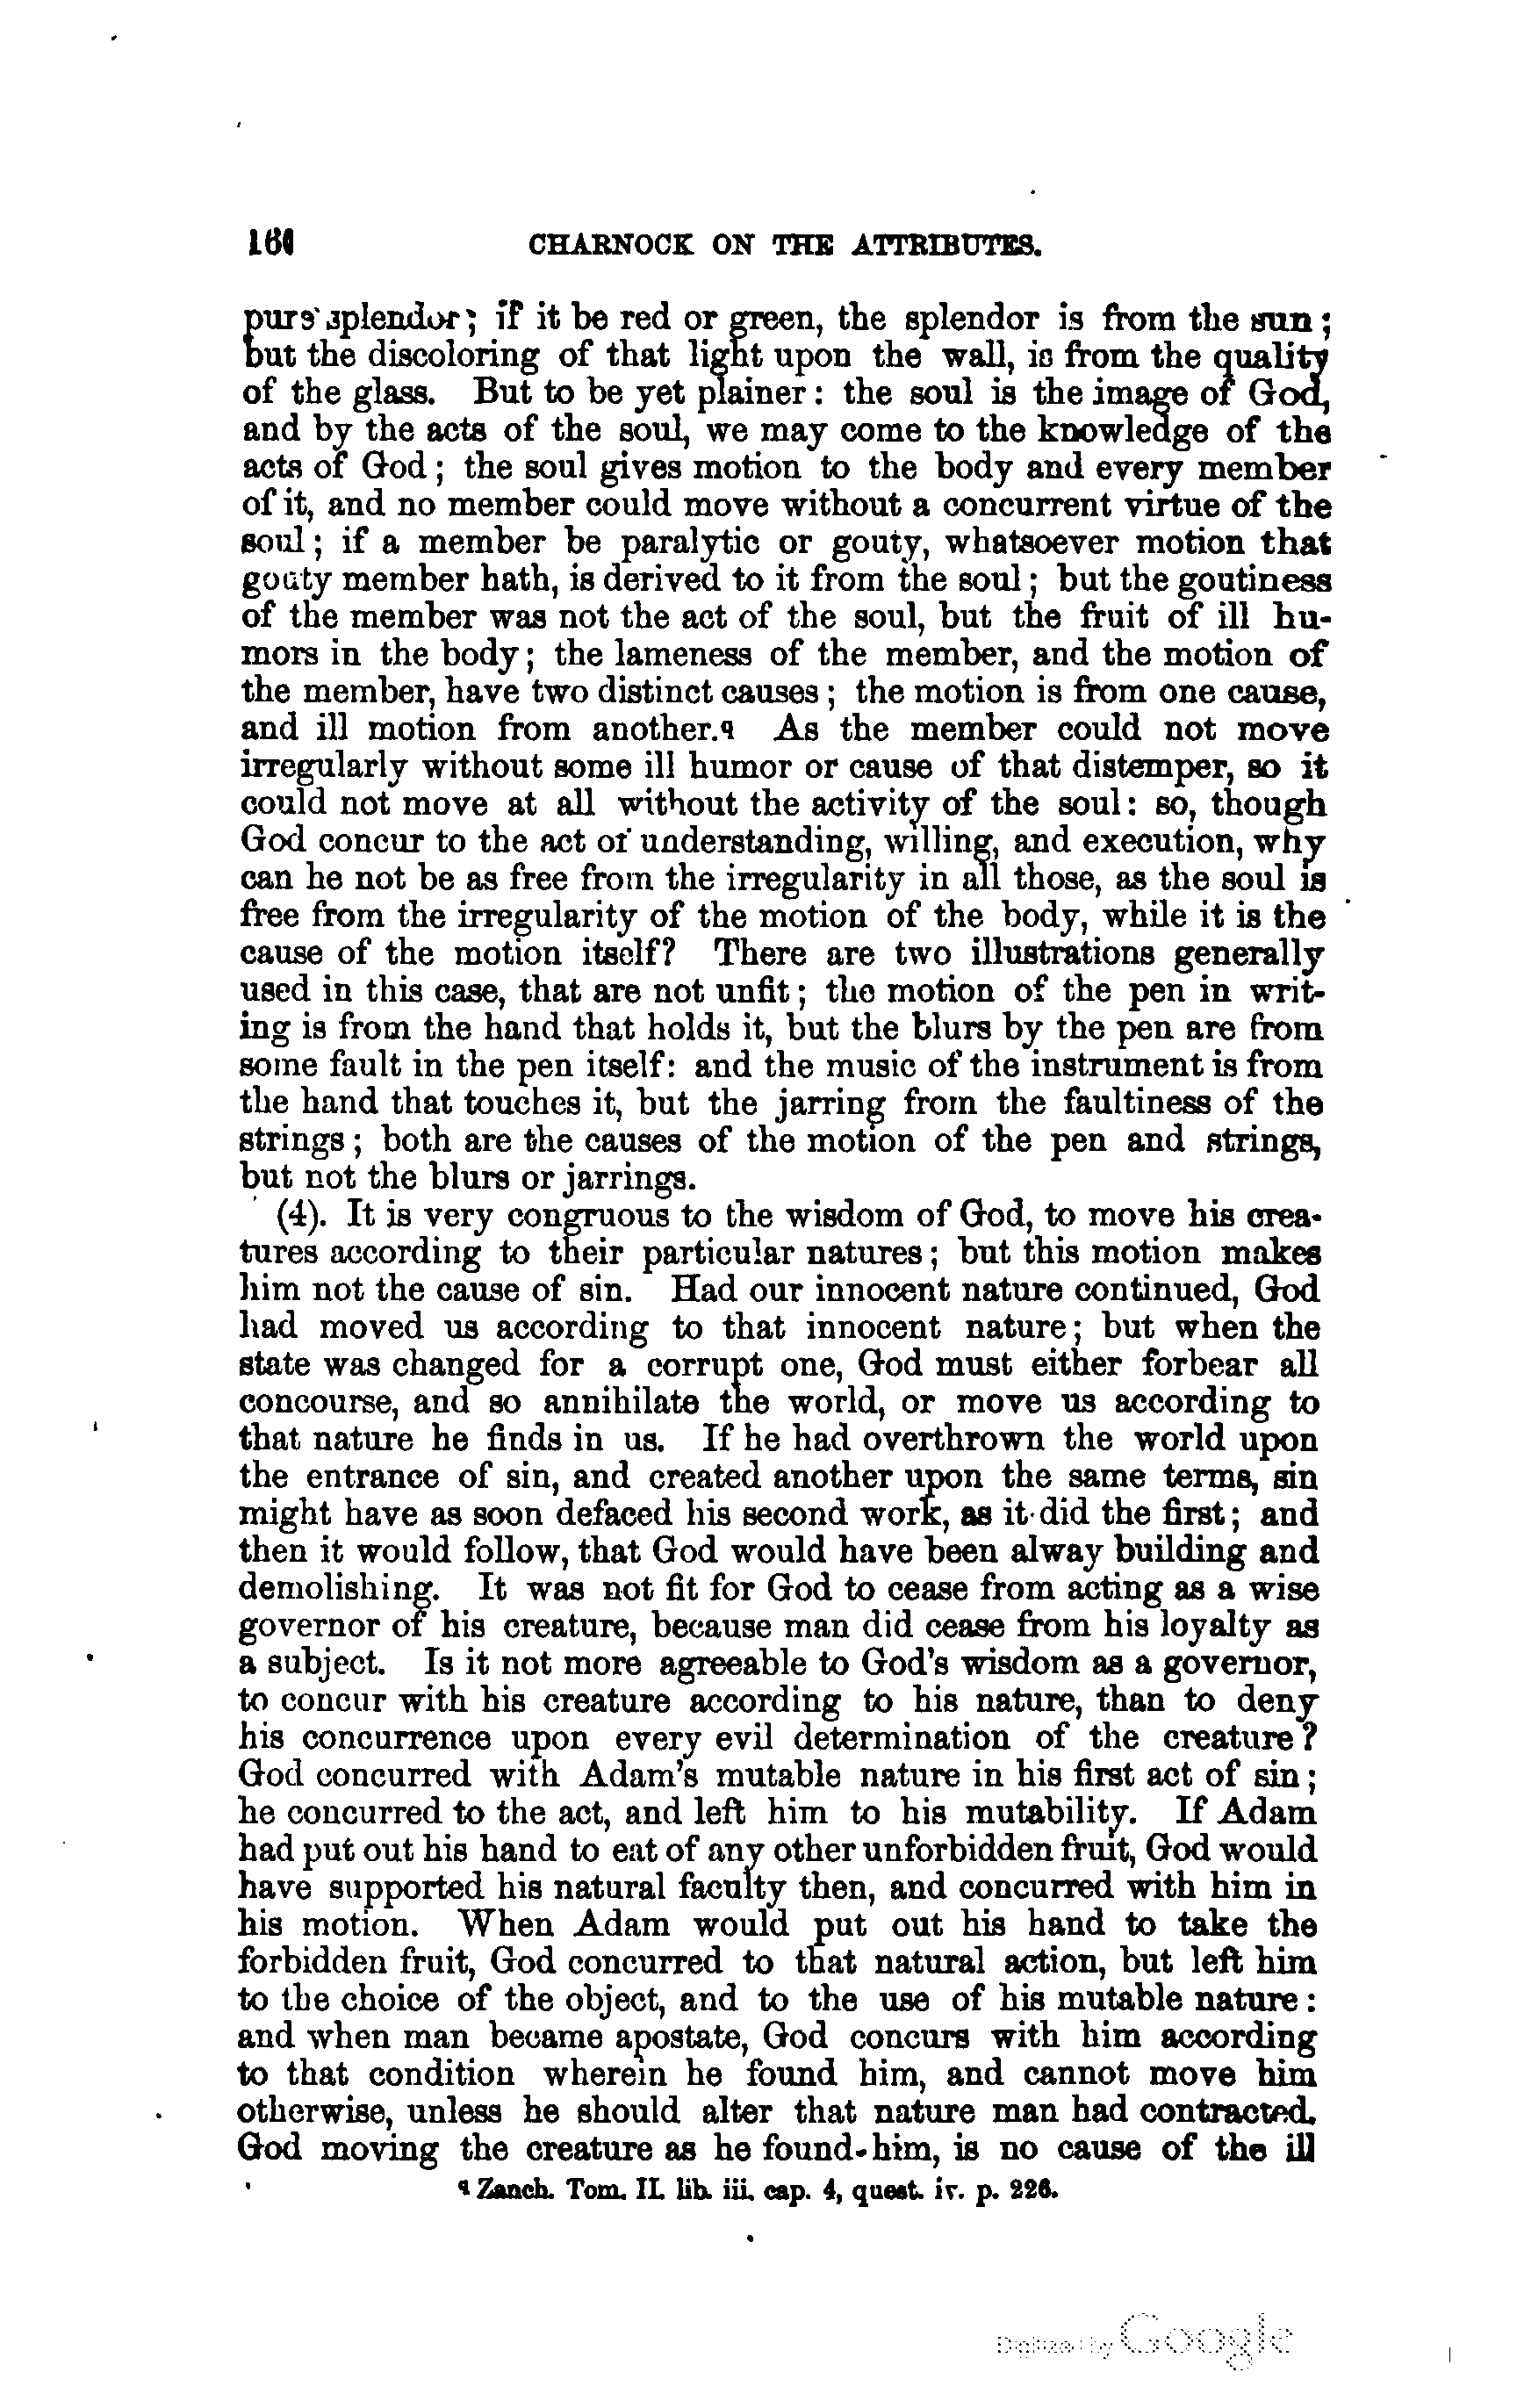 CHARNOCK ON THE ATTRIBUTES.
splendor; if it be red or green, the splendor is from the sun;
but the discoloring of that light upon the wall, is from the quality
of the glass. But to be yet plainer: the soul is the image of God,
and by the acts of the soul, we may come to the knowledge of the
acts of God; the soul gives motion to the body and every member
of it, and no member could move without a concurrent virtue of the
soul; if a member be paralytic or gouty, whatsoever motion that
gouty member hath, is derived to it from the soul; but the goutiness
of the member was not the act of the soul, but the fruit of ill hu-
mors in the body; the lameness of the member, and the motion of
the member, have two distinct causes; the motion is from one cause,
and ill motion from another.q As the member could not move
irregularly without some ill humor or cause of that distemper, so it
could not move at all without the activity of the soul: so, though
God concur to the act of understanding, willing, and execution, why
can he not be as free from the irregularity in all those, as the soul is
free from the irregularity of the motion of the body, while it is the
cause of the motion itself? There are two illustrations generally
used in this case, that are not unfit; the motion of the pen in writ-
ing is from the hand that holds it, but the blurs by the pen are from
some fault in the pen itself: and the music of the instrument is from
the hand that touches it, but the jarring from the faultiness of the
strings; both are the causes of the motion of the pen and strings,
but not the blurs or jarrings.
(4). It is very congruous to the wisdom of God, to move his crea-
tures according to their particular natures; but this motion makes
him not the cause of sin. Had our innocent nature continued, God
had moved us according to that innocent nature; but when the
state was changed for a corrupt one, God must either forbear all
concourse, and so annihilate the world, or move us according to
that nature he finds in us. If he had overthrown the world upon
the entrance of sin, and created another upon the same terms, sin
might have as soon defaced his second work, as it did the first; and
then it would follow, that God would have been alway building and
demolishing. It was not fit for God to cease from acting as a wise
governor of his creature, because man did cease from his loyalty as
a subject. Is it not more agreeable to God's wisdom as a governor,
to concur with his creature according to his nature, than to deny
his concurrence upon every evil determination of the creature?
God concurred with Adam's mutable nature in his first act of sin;
he concurred to the act, and left him to his mutability. If Adam
had put out his hand to eat of any other unforbidden fruit, God would
have supported his natural faculty then, and concurred with him in
his motion. When Adam would put out his hand to take the
forbidden fruit, God concurred to that natural action, but left him
to the choice of the object, and to the use of his mutable nature:
and when man became apostate, God concurs with him according
to that condition wherein he found him, and cannot move him
otherwise, unless he should alter that nature man had contracted.
God moving the creature as he found him, is no cause of the ill
q Zanch. Tom. II. lib. iii. cap. 4, quest. iv. p. 226.
Digitized by Google